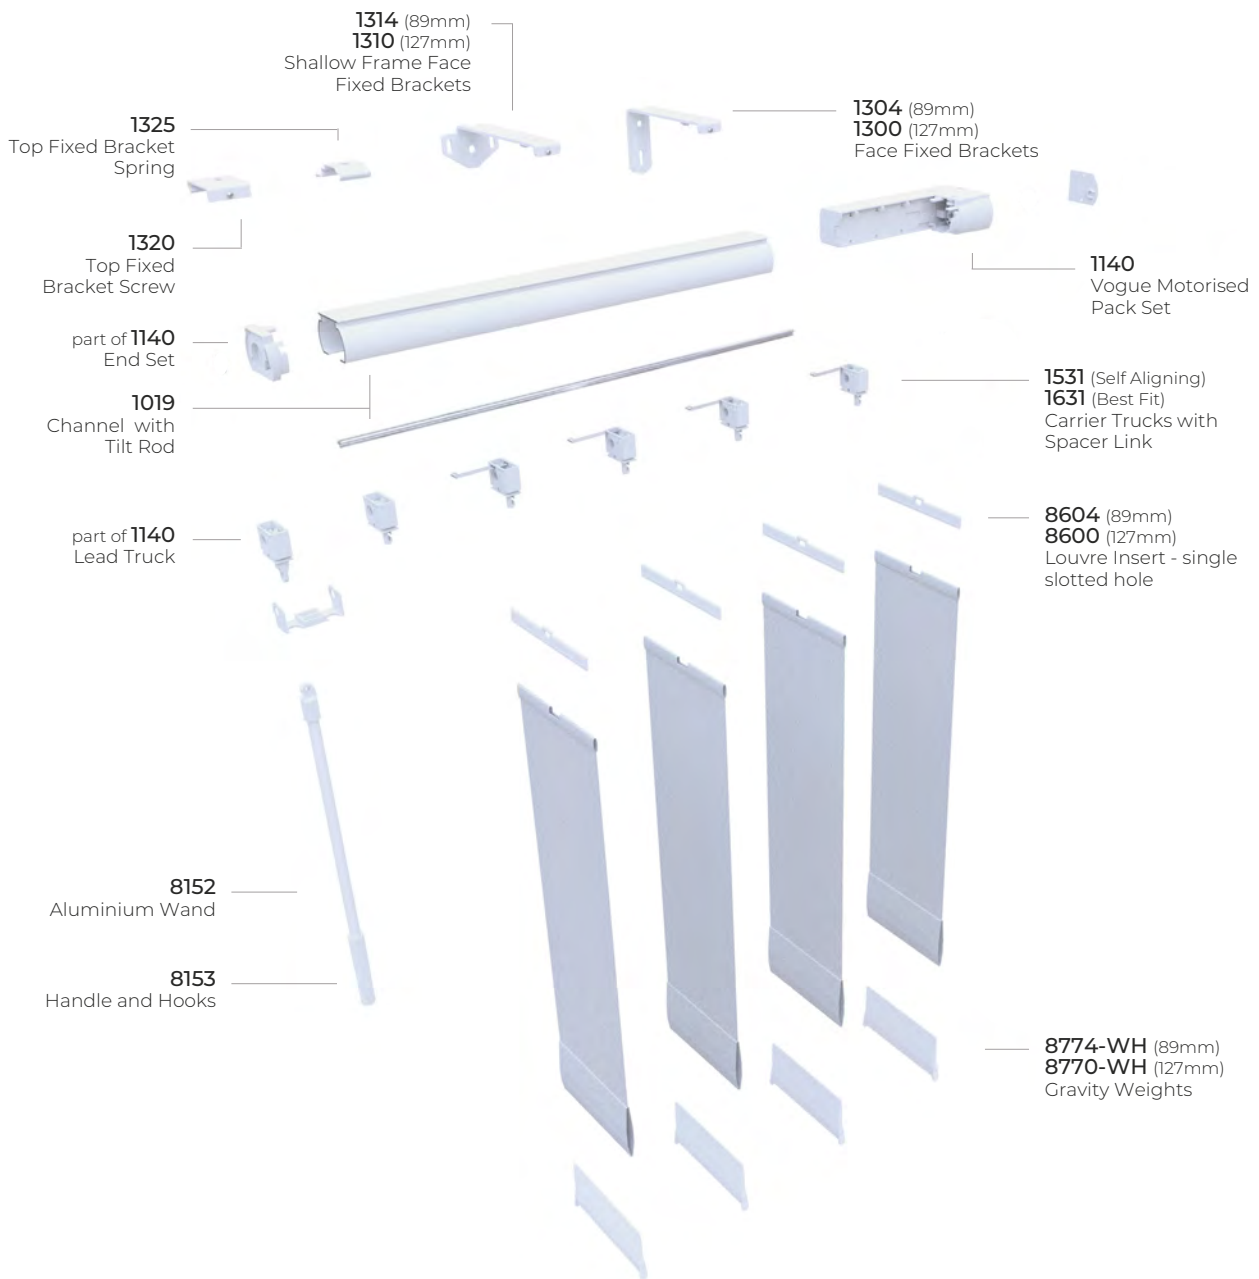 1314 (89mm)
1310 (127mm)
Shallow Frame Face
Fixed Brackets
1304 (89mm)
1300 (127mm)
Face Fixed Brackets
1325
Top Fixed Bracket
Spring
1320
Top Fixed
Bracket Screw
1140
Vogue Motorised
Pack Set
part of 1140
End Set
1019
Channel with
Tilt Rod
1531 (Self Aligning)
1631 (Best Fit)
Carrier Trucks with
Spacer Link
part of 1140
Lead Truck
8604 (89mm)
8600 (127mm)
Louvre Insert - single
slotted hole
8152
Aluminium Wand
8153
Handle and Hooks
8774-WH (89mm)
8770-WH (127mm)
Gravity Weights